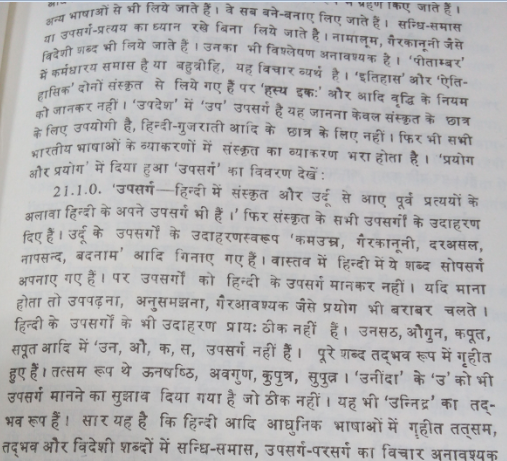 ग्रहण किए जाते हैं।
अन्य भाषाओं से भी लिये जाते हैं। वे सब बने-बनाए लिए जाते हैं। सन्धि-समास
या उपसर्ग-प्रत्यय का ध्यान रखे बिना लिये जाते है। नामालूम, गैरकानूनी जैसे
विदेशी शब्द भी लिये जाते हैं। उनका भी विश्लेषण अनावश्यक है। 'पीताम्बर'
में कर्मधारय समास है या बहुव्रीहि, यह विचार व्यर्थ है। 'इतिहास' और 'ऐति-
हासिक' दोनों संस्कृत से लिये गए हैं पर 'हृस्य इकः' और आदि वृद्धि के नियम
को जानकर नहीं। 'उपदेश' में 'उप' उपसर्ग है यह जानना केवल संस्कृत के छात्र
के लिए उपयोगी है, हिन्दी-गुजराती आदि के छात्र के लिए नहीं। फिर भी सभी
भारतीय भाषाओं के व्याकरणों में संस्कृत का व्याकरण भरा होता है। 'प्रयोग
और प्रयोग' में दिया हुआ 'उपसर्ग' का विवरण देखें :
21.1.0. 'उपसर्ग—हिन्दी में संस्कृत और उर्दू से आए पूर्व प्रत्ययों के
अलावा हिन्दी के अपने उपसर्ग भी हैं।' फिर संस्कृत के सभी उपसर्गों के उदाहरण
दिए हैं। उर्दू के उपसर्गों के उदाहरणस्वरूप 'कमउम्र, गैरकानूनी, दरअसल,
नापसन्द, बदनाम' आदि गिनाए गए हैं। वास्तव में हिन्दी में ये शब्द सोपसर्ग
अपनाए गए हैं। पर उपसर्गों को हिन्दी के उपसर्ग मानकर नहीं। यदि माना
होता तो उपपढ़ना, अनुसमझना, गैरआवश्यक जैसे प्रयोग भी बराबर चलते।
हिन्दी के उपसर्गों के भी उदाहरण प्रायः ठीक नहीं हैं। उनसठ, औगुन, कपूत,
सपूत आदि में 'उन, औ, क, स, उपसर्ग नहीं हैं। पूरे शब्द तद्भव रूप में गृहीत
हुए हैं। तत्सम रूप थे ऊनषष्ठि, अवगुण, कुपुत्र, सुपुत्र। 'उनींदा' के 'उ' को भी
उपसर्ग मानने का सुझाव दिया गया है जो ठीक नहीं। यह भी 'उन्निद्र' का तद्-
भव रूप हैं। सार यह है कि हिन्दी आदि आधुनिक भाषाओं में गृहीत तत्सम,
तद्भव और विदेशी शब्दों में सन्धि-समास, उपसर्ग-परसर्ग का विचार अनावश्यक